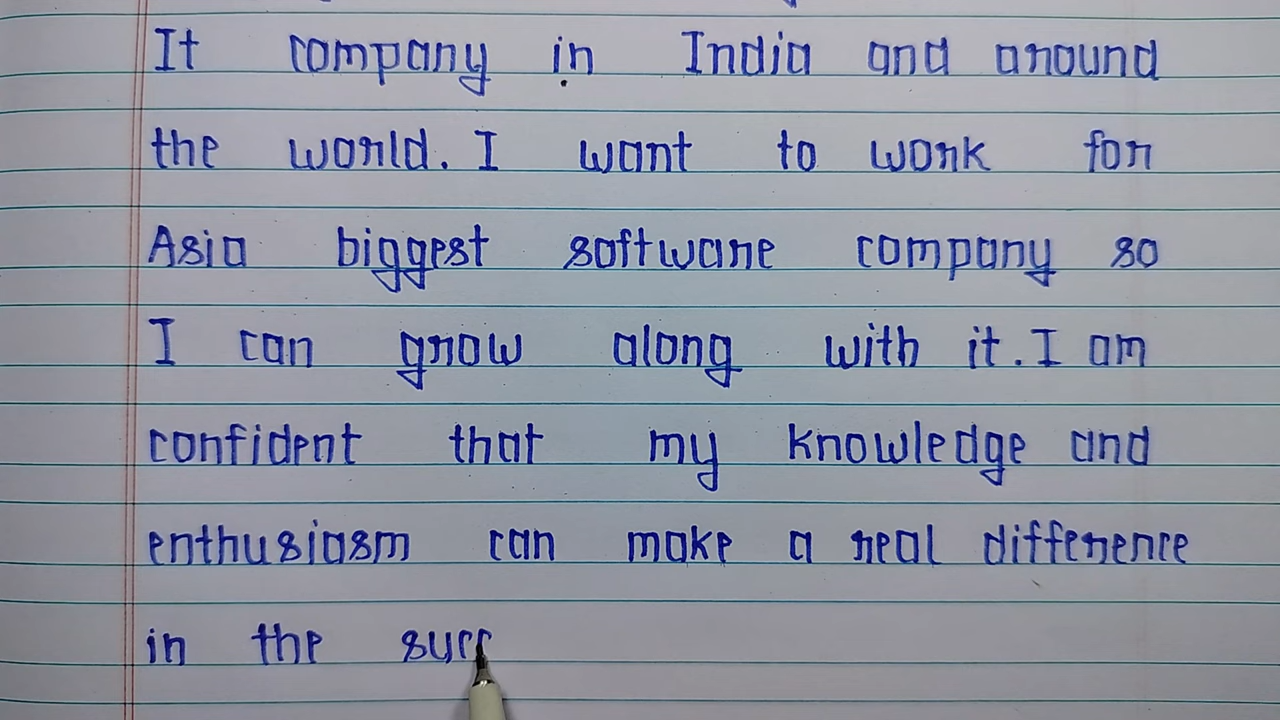 It company in India and around
the world. I want to work for
Asia biggest software company so
I can grow along with it. I am
confident that my knowledge and
enthusiasm can make a real difference
in the succ